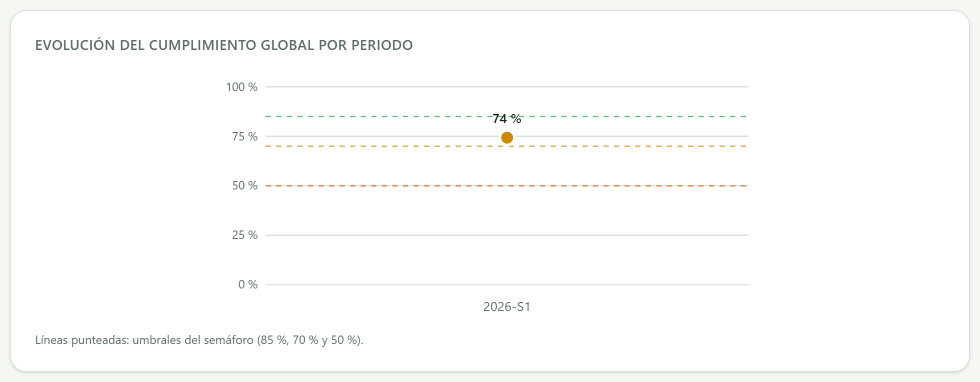 EVOLUCIÓN DEL CUMPLIMIENTO GLOBAL POR PERIODO
100 %
74 %
75 %
50 %
25 %
0 %
2026-S1
Líneas punteadas: umbrales del semáforo (85 %, 70 % y 50 %).